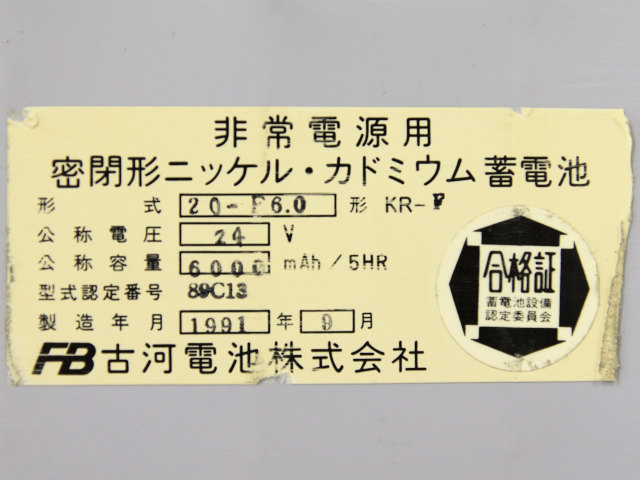 非常電源用
密閉形ニッケル・カドミウム蓄電池
形式 20-F6.0 形 KR-F
公称電圧 24 V
公称容量 6000 mAh/5HR
型式認定番号 89C13
製造年月 1991 年 9 月
FB 古河電池株式会社
合格証
蓄電池設備
認定委員会